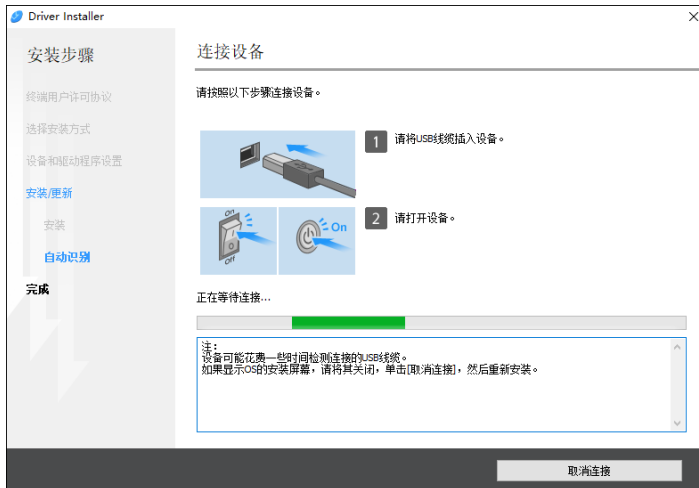 Driver Installer
安装步骤
终端用户许可协议
选择安装方式
设备和驱动程序设置
安装/更新
安装
自动识别
完成
连接设备
请按照以下步骤连接设备。
1 请将USB线缆插入设备。
On
Off
On
2 请打开设备。
正在等待连接...
注:
设备可能花费一些时间检测连接的USB线缆。
如果显示OS的安装屏幕，请将其关闭，单击[取消连接]，然后重新安装。
取消连接